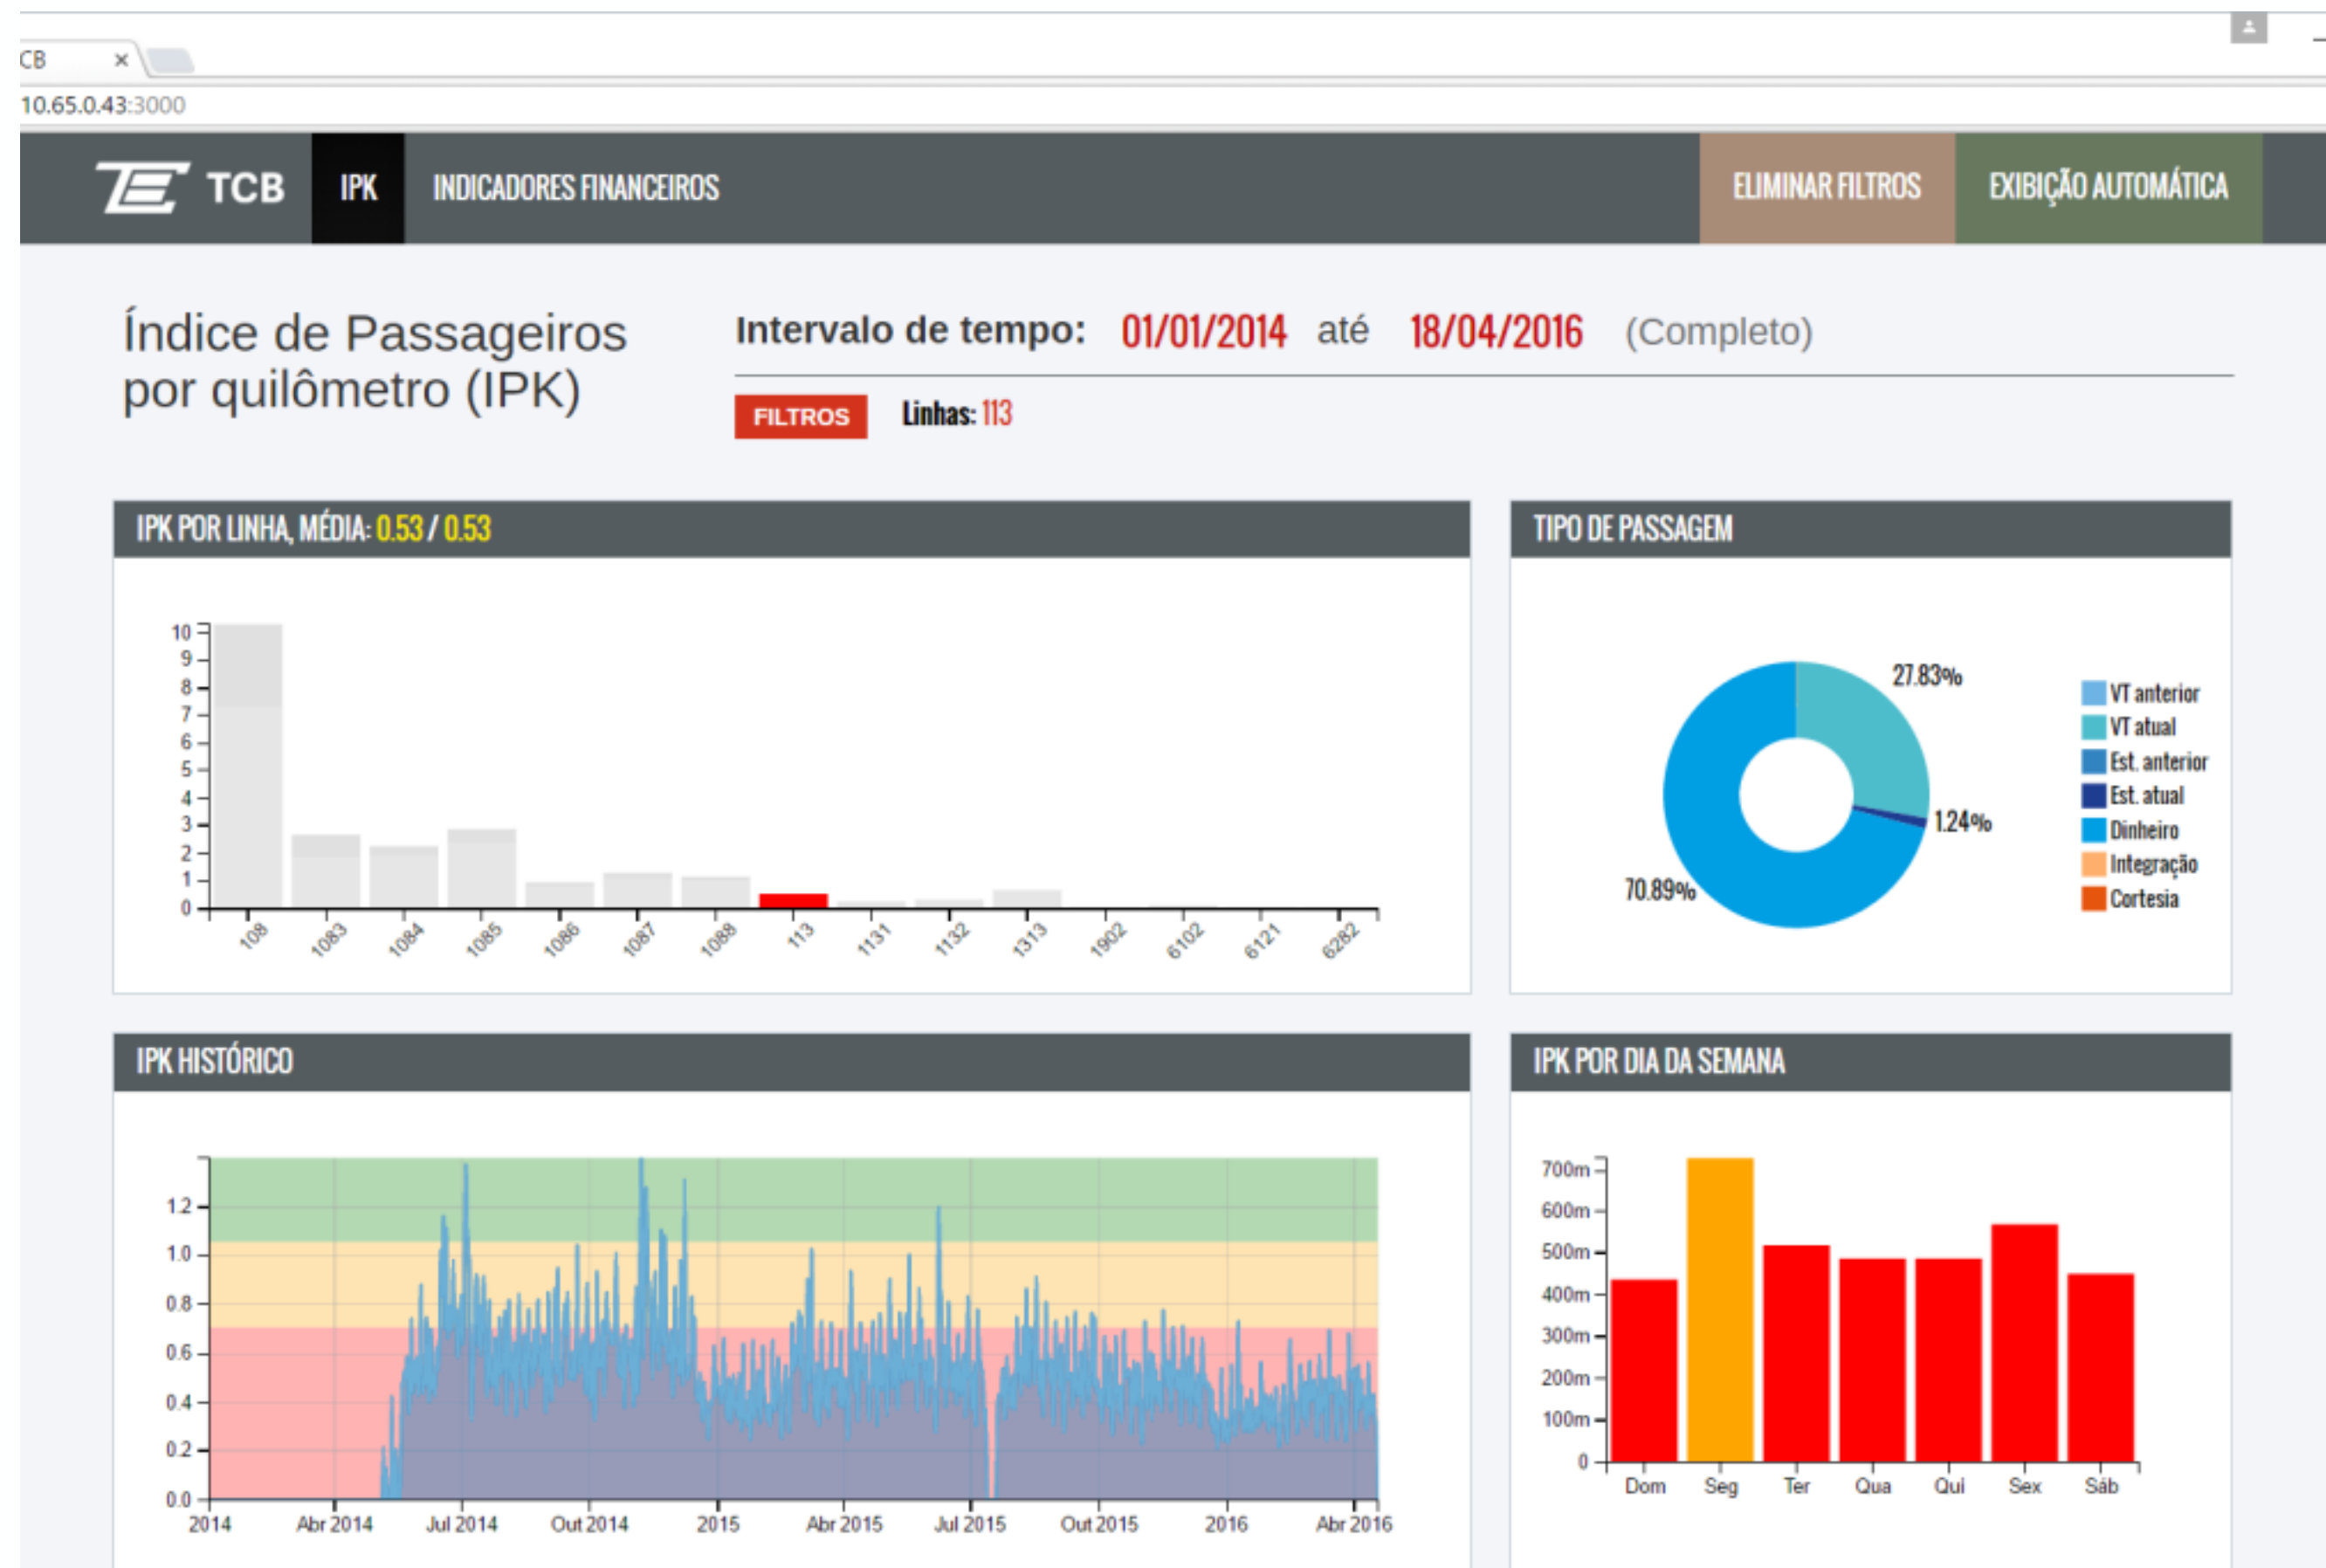 CB ×
10.65.0.43:3000
TCB IPK INDICADORES FINANCEIROS ELIMINAR FILTROS EXIBIÇÃO AUTOMÁTICA
Índice de Passageiros
por quilômetro (IPK)
Intervalo de tempo: 01/01/2014 até 18/04/2016 (Completo)
FILTROS Linhas: 113
IPK POR LINHA, MÉDIA: 0.53 / 0.53
10
9
8
7
6
5
4
3
2
1
0
108 1083 1084 1085 1086 1087 1088 113 1131 1132 1313 1902 6102 6121 6282
TIPO DE PASSAGEM
27.83%
1.24%
70.89%
VT anterior
VT atual
Est. anterior
Est. atual
Dinheiro
Integração
Cortesia
IPK HISTÓRICO
1.2
1.0
0.8
0.6
0.4
0.2
0.0
2014 Abr 2014 Jul 2014 Out 2014 2015 Abr 2015 Jul 2015 Out 2015 2016 Abr 2016
IPK POR DIA DA SEMANA
700m
600m
500m
400m
300m
200m
100m
0
Dom Seg Ter Qua Qui Sex Sáb